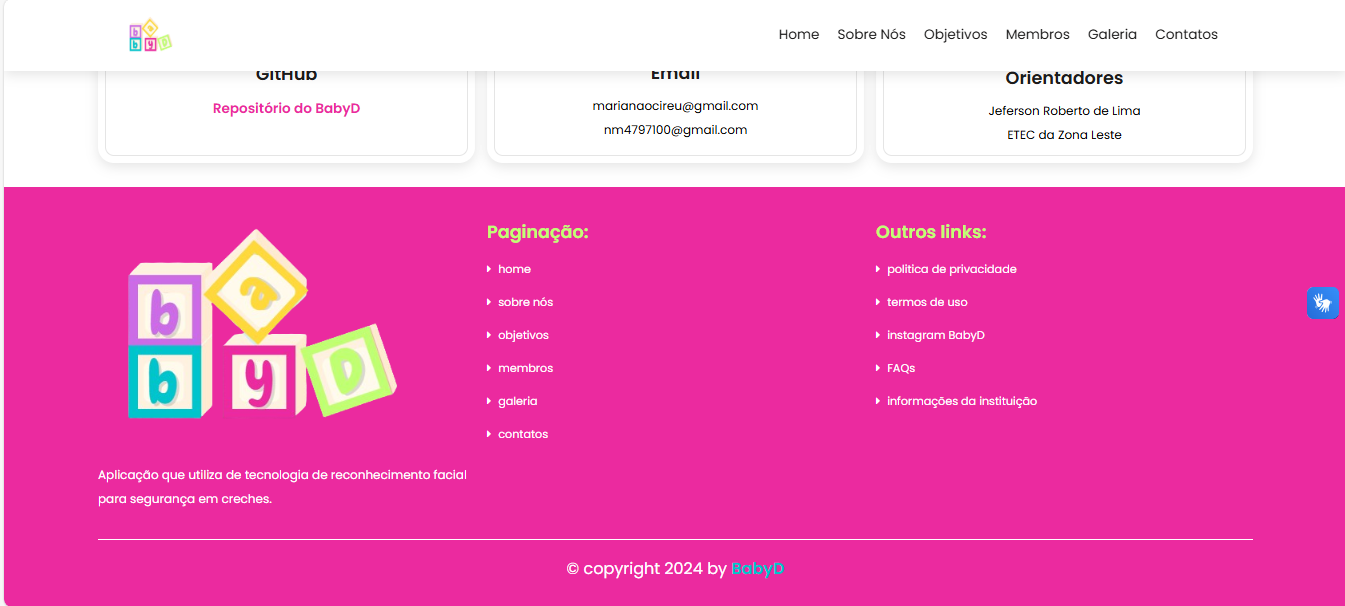 b a b y D
Home Sobre Nós Objetivos Membros Galeria Contatos
GitHub
Repositório do BabyD
Email
marianaocireu@gmail.com
nm4797100@gmail.com
Orientadores
Jeferson Roberto de Lima
ETEC da Zona Leste
b a b y D
Aplicação que utiliza de tecnologia de reconhecimento facial
para segurança em creches.
Paginação:
home
sobre nós
objetivos
membros
galeria
contatos
Outros links:
politica de privacidade
termos de uso
instagram BabyD
FAQs
informações da instituição
© copyright 2024 by BabyD